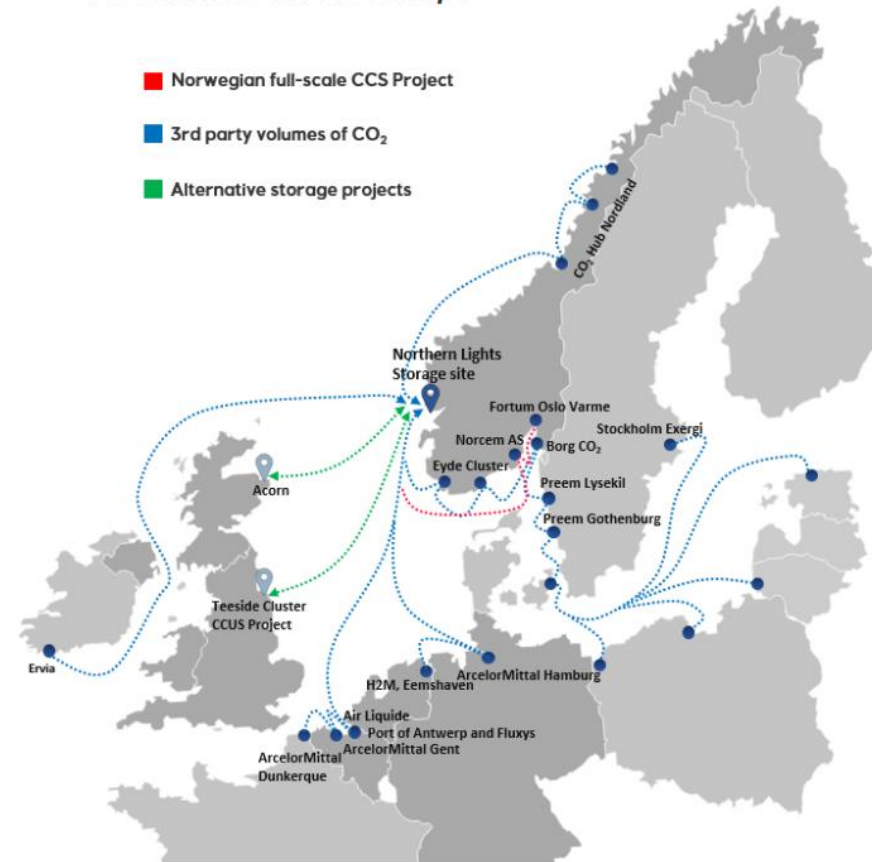 Norwegian full-scale CCS Project
3rd party volumes of CO₂
Alternative storage projects
CO₂ Hub Nordland
Northern Lights
Storage site
Fortum Oslo Varme
Stockholm Exergi
Norcem AS
Borg CO₂
Eyde Cluster
Acorn
Preem Lysekil
Preem Gothenburg
Teeside Cluster
CCUS Project
Ervia
H2M, Eemshaven
ArcelorMittal Hamburg
Air Liquide
Port of Antwerp and Fluxys
ArcelorMittal Gent
ArcelorMittal
Dunkerque